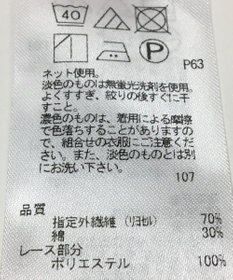 40
P
P63
ネット使用。
淡色のものは無蛍光洗剤を使用。
よくすすぎ、絞りの後すぐに干
すこと。
濃色のものは、着用による摩擦
で色落ちすることがありますの
で、組合せの衣服にご注意くださ
い。また、淡色のものとは別
にお洗い下さい。
107
品質
指定外繊維(リヨセル) 70%
綿 30%
レース部分
ポリエステル 100%